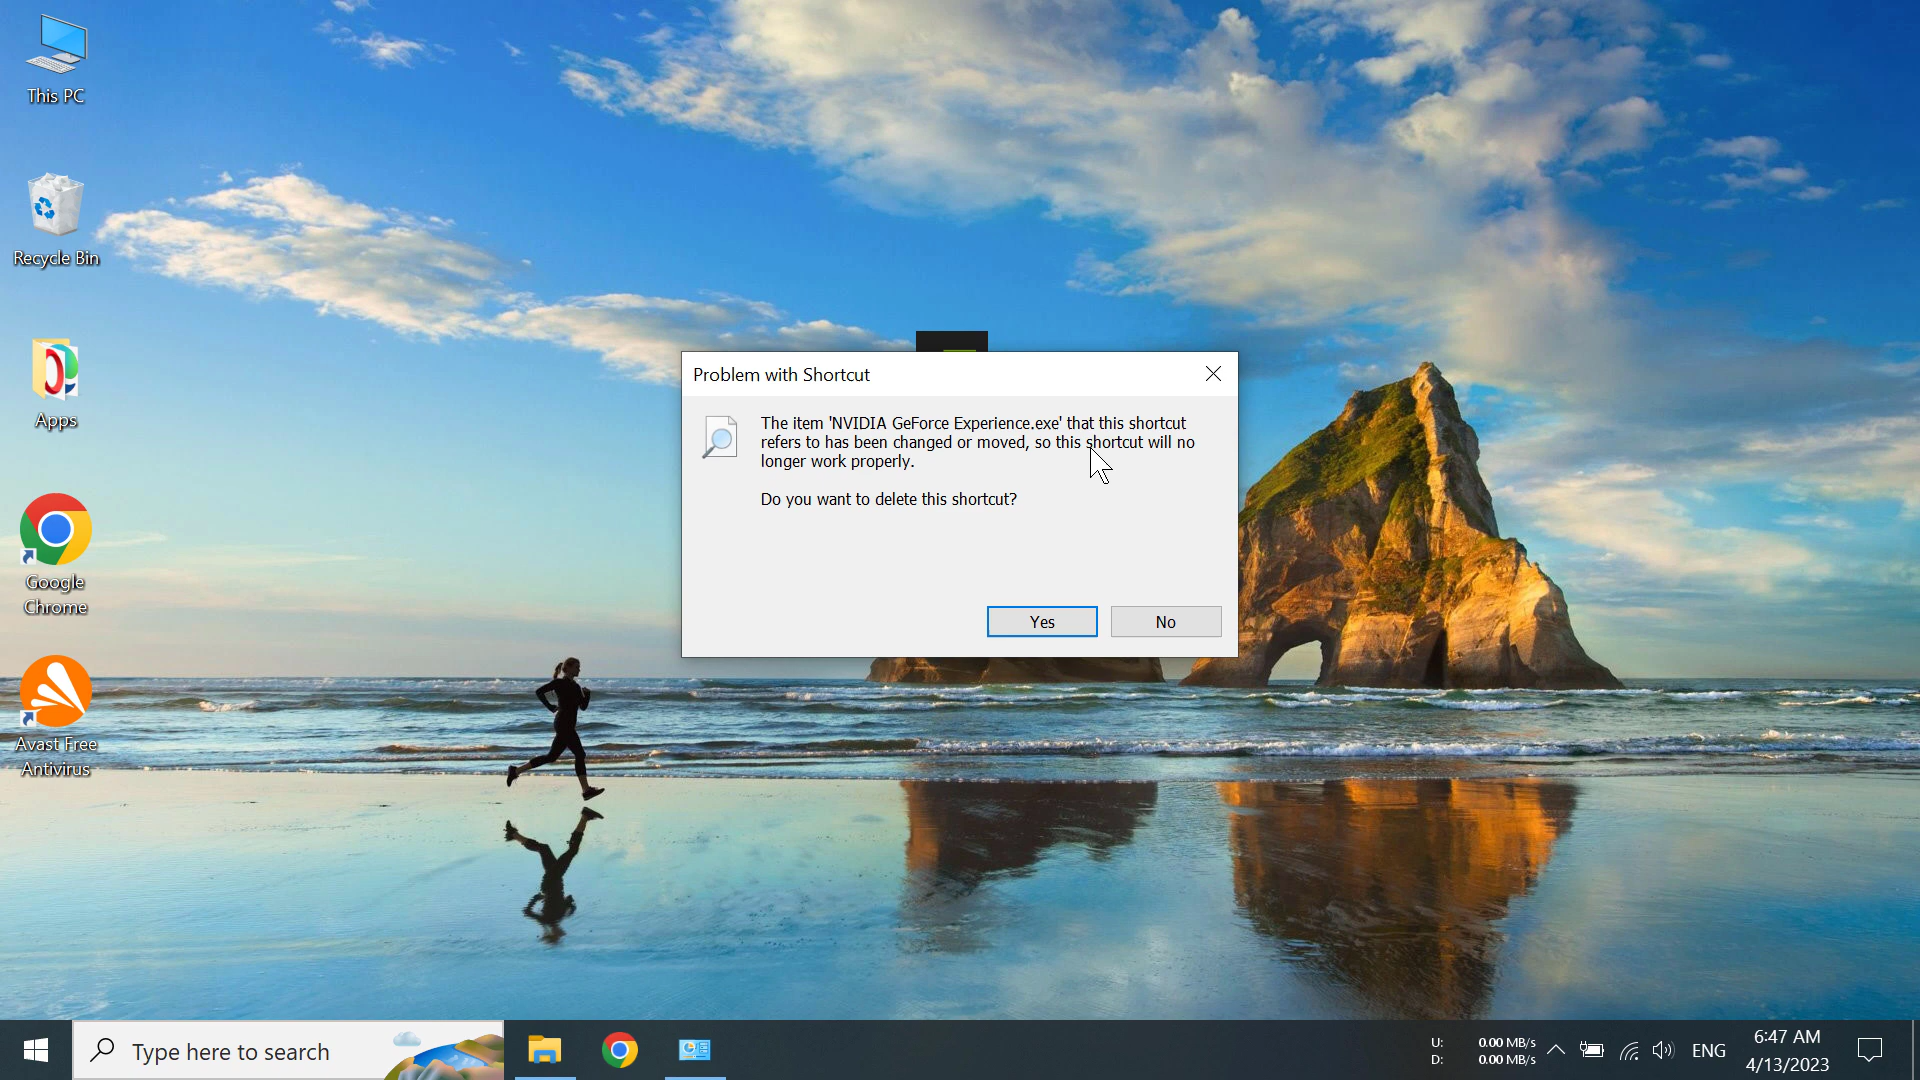 This PC
Recycle Bin
Apps
Google
Chrome
Avast Free
Antivirus
Problem with Shortcut
The item 'NVIDIA GeForce Experience.exe' that this shortcut
refers to has been changed or moved, so this shortcut will no
longer work properly.
Do you want to delete this shortcut?
Yes
No
Type here to search
U: 0.00 MB/s
D: 0.00 MB/s
ENG
6:47 AM
4/13/2023